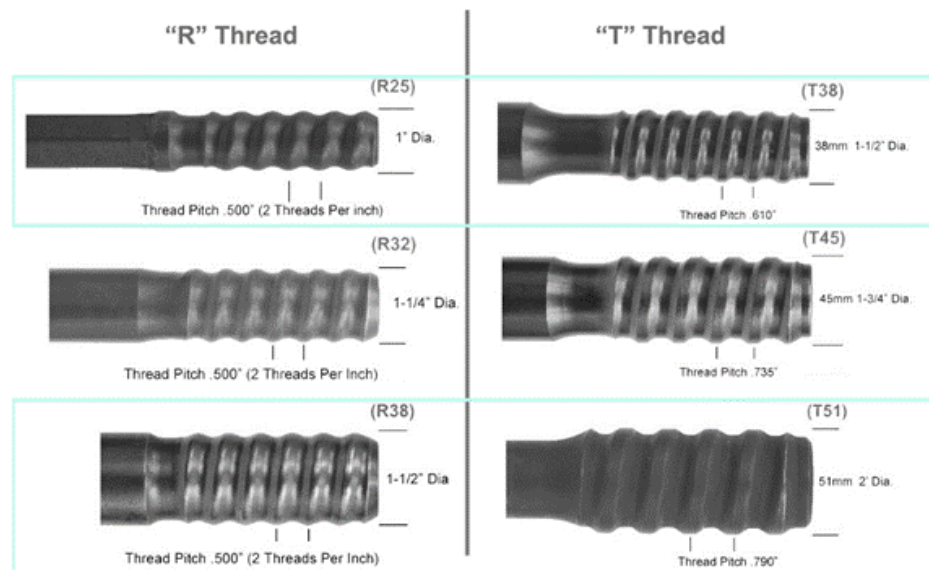 “R” Thread
“T” Thread
(R25)
1” Dia.
Thread Pitch .500” (2 Threads Per inch)
(T38)
38mm 1-1/2” Dia.
Thread Pitch .610”
(R32)
1-1/4” Dia.
Thread Pitch .500” (2 Threads Per Inch)
(T45)
45mm 1-3/4” Dia.
Thread Pitch .735”
(R38)
1-1/2” Dia
Thread Pitch .500” (2 Threads Per Inch)
(T51)
51mm 2’ Dia.
Thread Pitch .790”